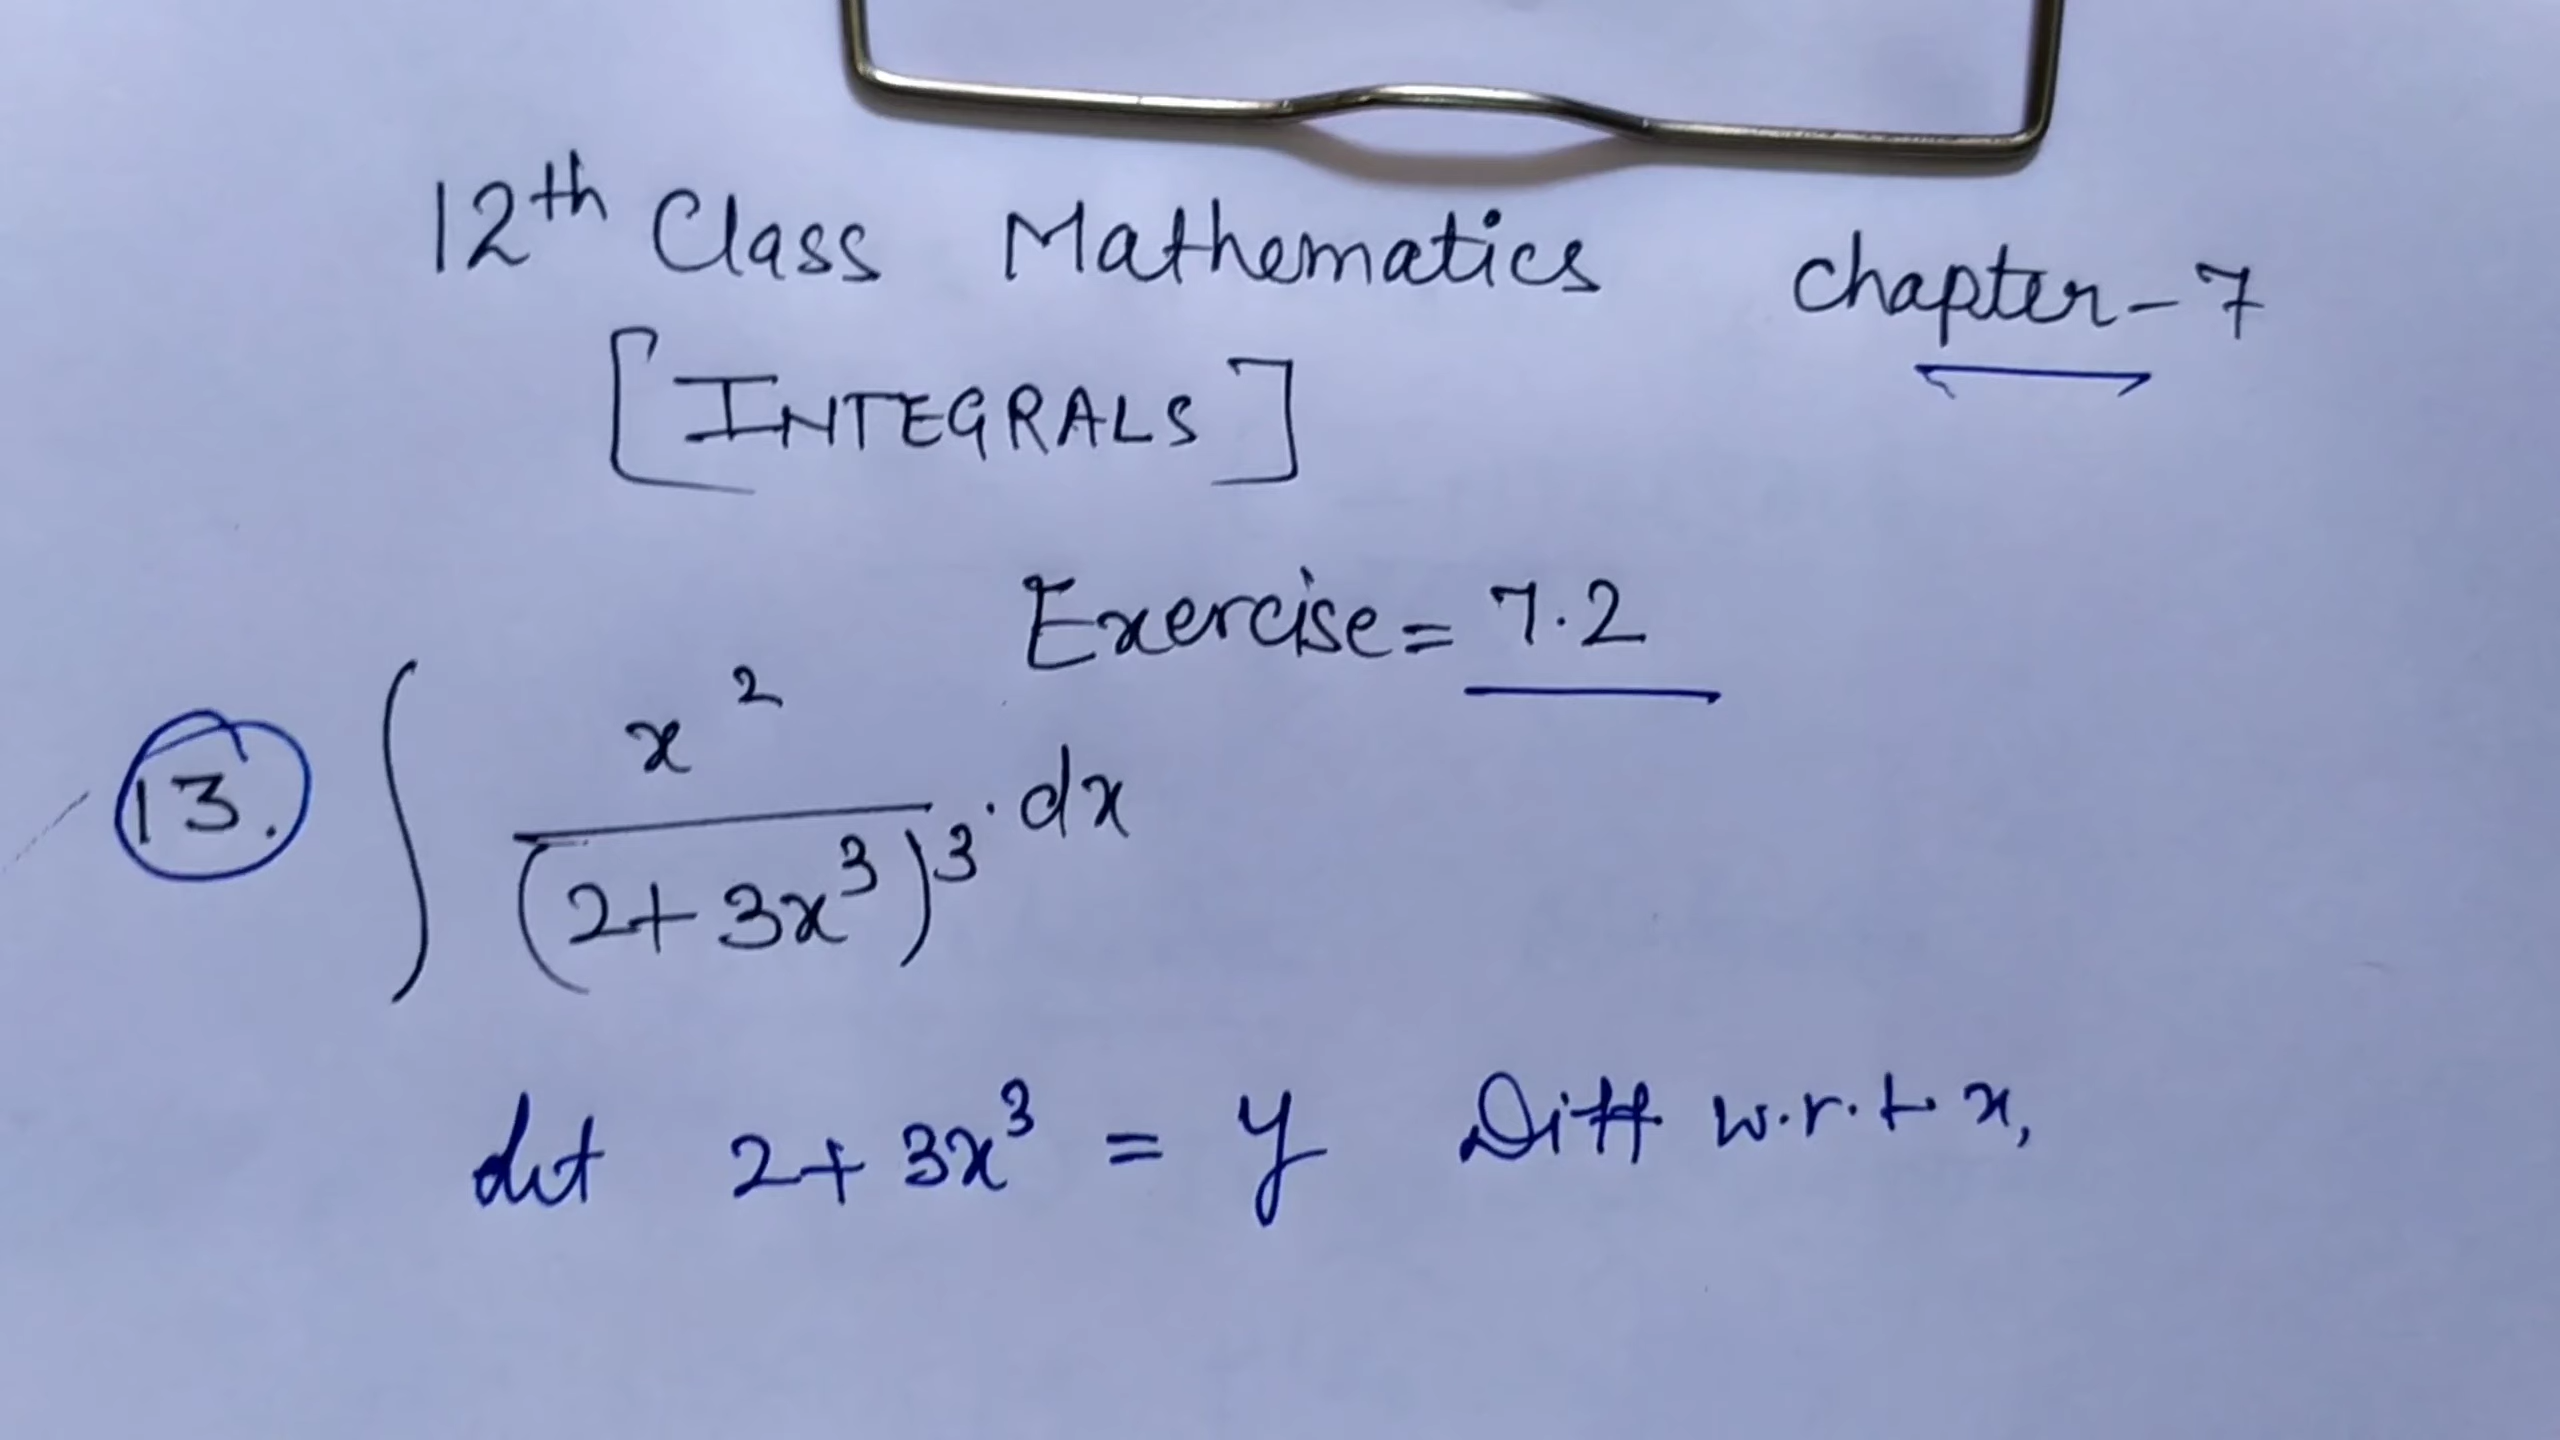 12th Class Mathematics Chapter-7
[INTEGRALS]
Exercise = 7.2
13. ∫ x² / (2+3x³)³ . dx
Let 2+3x³ = y Diff w.r.t x,